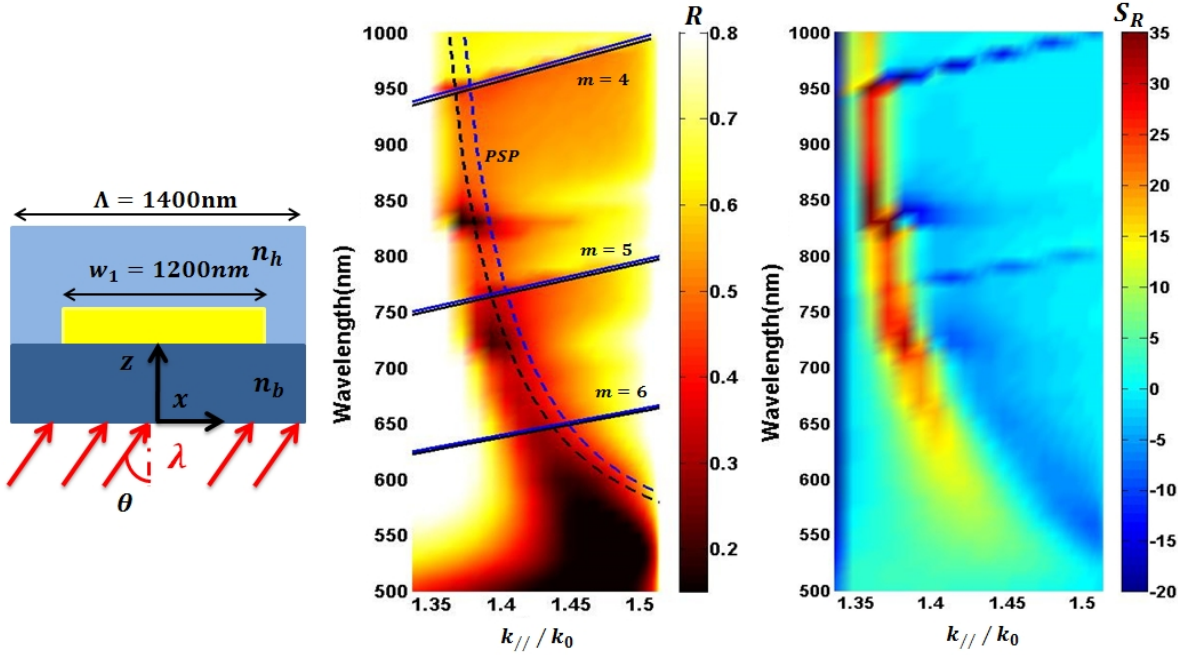 Λ = 1400nm
n_h
w_1 = 1200nm
z
n_b
x
λ
θ
R
1000
950
900
850
800
750
700
650
600
550
500
Wavelength(nm)
m = 4
PSP
m = 5
m = 6
1.35
1.4
1.45
1.5
k_// / k_0
0.8
0.7
0.6
0.5
0.4
0.3
0.2
S_R
1000
950
900
850
800
750
700
650
600
550
500
Wavelength(nm)
1.35
1.4
1.45
1.5
k_// / k_0
35
30
25
20
15
10
5
0
-5
-10
-15
-20